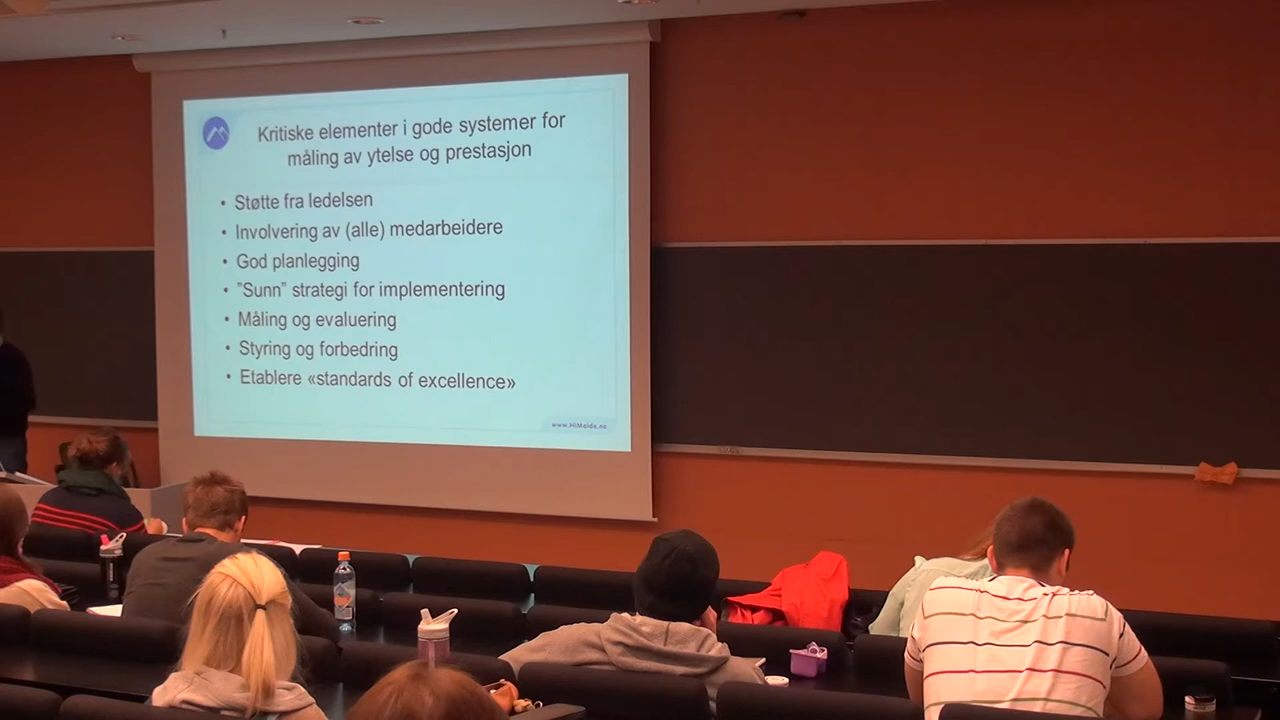 Kritiske elementer i gode systemer for
måling av ytelse og prestasjon
• Støtte fra ledelsen
• Involvering av (alle) medarbeidere
• God planlegging
• ”Sunn” strategi for implementering
• Måling og evaluering
• Styring og forbedring
• Etablere «standards of excellence»
www.HiMolde.no